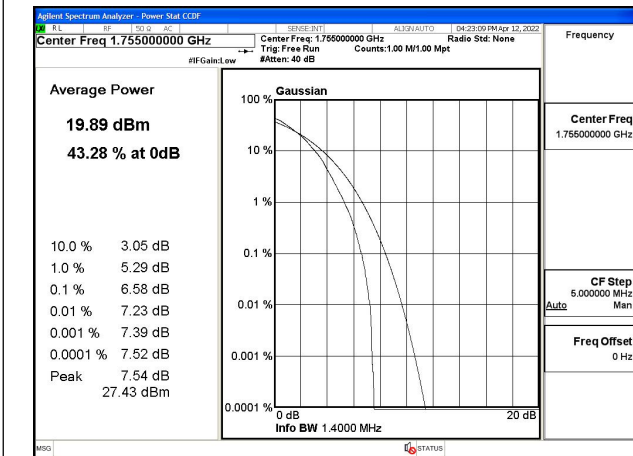 Agilent Spectrum Analyzer - Power Stat CCDF
LXI RL RF 50 Ω AC SENSE:INT ALIGN AUTO 04:23:09 PM Apr 12, 2022
Center Freq 1.755000000 GHz
Center Freq: 1.755000000 GHz Radio Std: None
Trig: Free Run Counts:1.00 M/1.00 Mpt
#IFGain:Low #Atten: 40 dB
Frequency
Average Power
19.89 dBm
43.28 % at 0dB
10.0 % 3.05 dB
1.0 % 5.29 dB
0.1 % 6.58 dB
0.01 % 7.23 dB
0.001 % 7.39 dB
0.0001 % 7.52 dB
Peak 7.54 dB
27.43 dBm
Gaussian
100 %
10 %
1 %
0.1 %
0.01 %
0.001 %
0.0001 %
0 dB 20 dB
Info BW 1.4000 MHz
Center Freq
1.755000000 GHz
CF Step
5.000000 MHz
Auto Man
Freq Offset
0 Hz
MSG STATUS